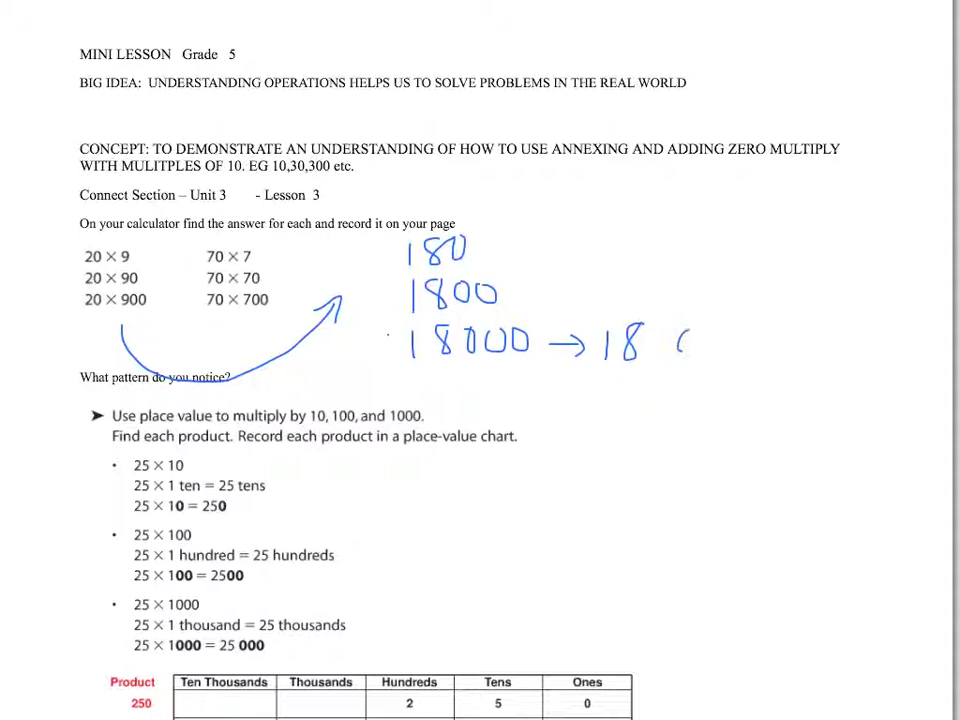 MINI LESSON Grade 5
BIG IDEA: UNDERSTANDING OPERATIONS HELPS US TO SOLVE PROBLEMS IN THE REAL WORLD
CONCEPT: TO DEMONSTRATE AN UNDERSTANDING OF HOW TO USE ANNEXING AND ADDING ZERO MULTIPLY
WITH MULITPLES OF 10. EG 10,30,300 etc.
Connect Section – Unit 3 - Lesson 3
On your calculator find the answer for each and record it on your page
20 × 9 70 × 7 180
20 × 90 70 × 70 1800
20 × 900 70 × 700
18000 → 18 0
What pattern do you notice?
➤ Use place value to multiply by 10, 100, and 1000.
Find each product. Record each product in a place-value chart.
• 25 × 10
25 × 1 ten = 25 tens
25 × 10 = 250
• 25 × 100
25 × 1 hundred = 25 hundreds
25 × 100 = 2500
• 25 × 1000
25 × 1 thousand = 25 thousands
25 × 1000 = 25 000
Product Ten Thousands Thousands Hundreds Tens Ones
250 2 5 0